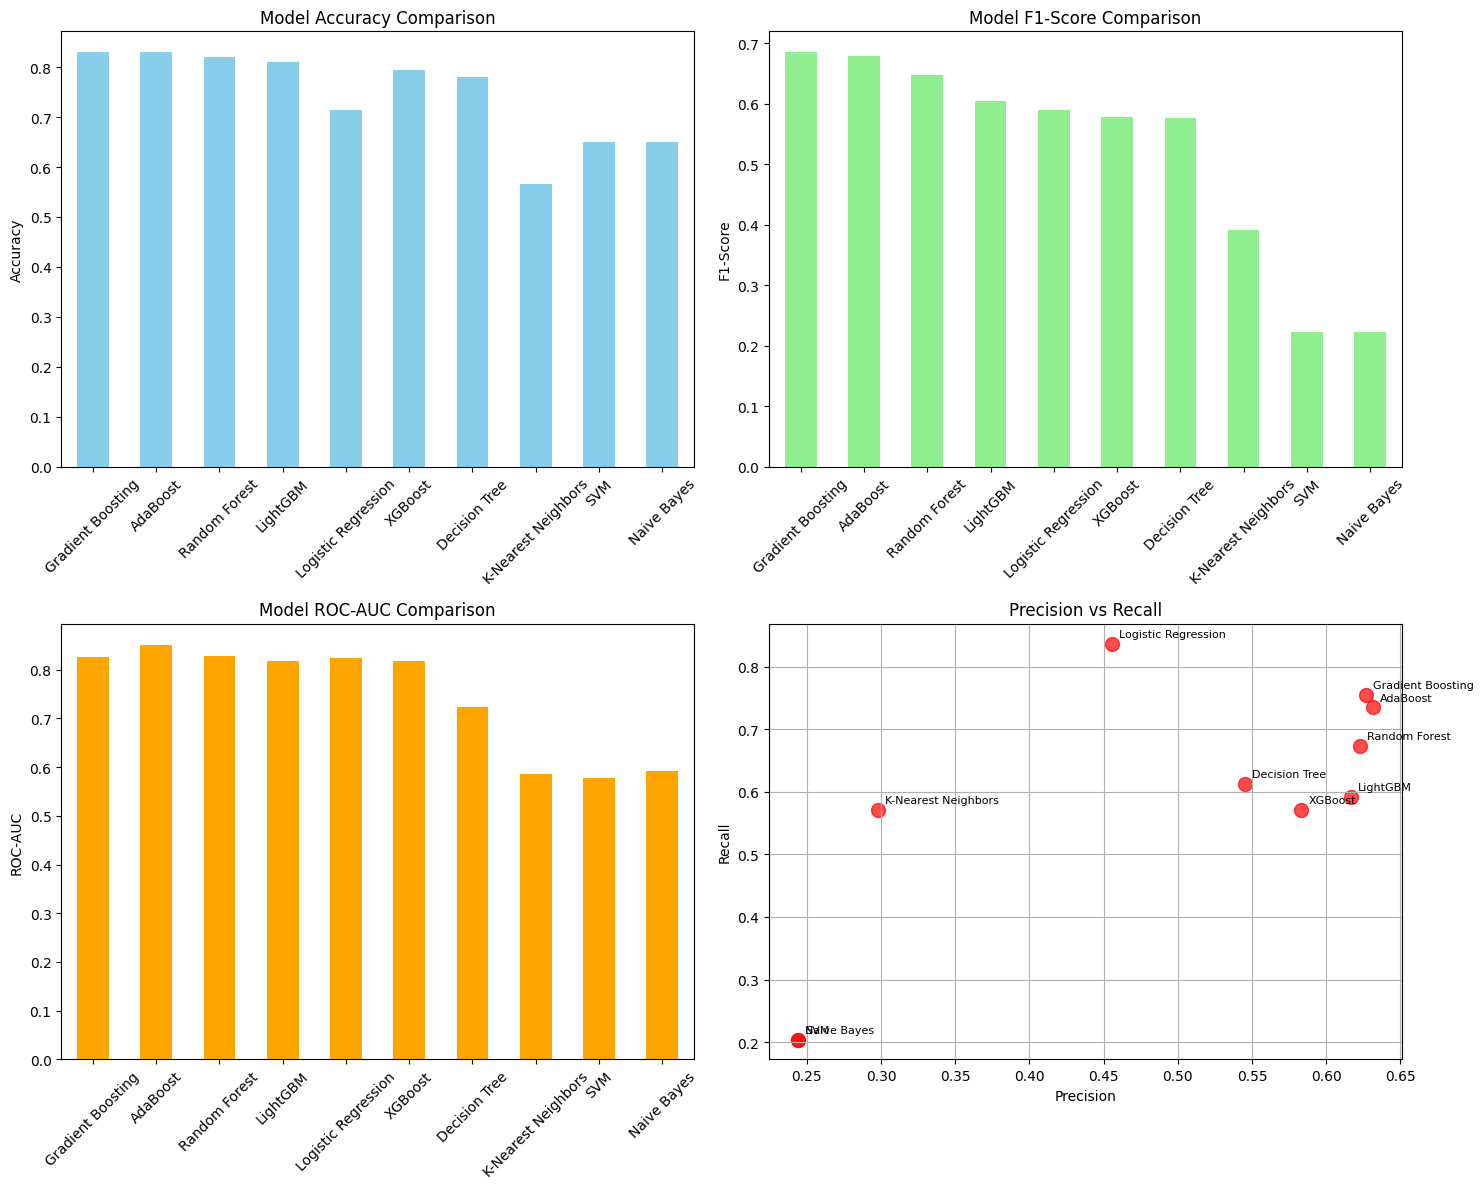 Model Accuracy Comparison
Accuracy
0.8
0.7
0.6
0.5
0.4
0.3
0.2
0.1
0.0
Gradient Boosting
AdaBoost
Random Forest
LightGBM
Logistic Regression
XGBoost
Decision Tree
K-Nearest Neighbors
SVM
Naive Bayes
Model F1-Score Comparison
F1-Score
0.7
0.6
0.5
0.4
0.3
0.2
0.1
0.0
Gradient Boosting
AdaBoost
Random Forest
LightGBM
Logistic Regression
XGBoost
Decision Tree
K-Nearest Neighbors
SVM
Naive Bayes
Model ROC-AUC Comparison
ROC-AUC
0.8
0.7
0.6
0.5
0.4
0.3
0.2
0.1
0.0
Gradient Boosting
AdaBoost
Random Forest
LightGBM
Logistic Regression
XGBoost
Decision Tree
K-Nearest Neighbors
SVM
Naive Bayes
Precision vs Recall
Recall
0.8
0.7
0.6
0.5
0.4
0.3
0.2
Logistic Regression
Gradient Boosting
AdaBoost
Random Forest
Decision Tree
LightGBM
XGBoost
K-Nearest Neighbors
SVM
Naive Bayes
0.25 0.30 0.35 0.40 0.45 0.50 0.55 0.60 0.65
Precision